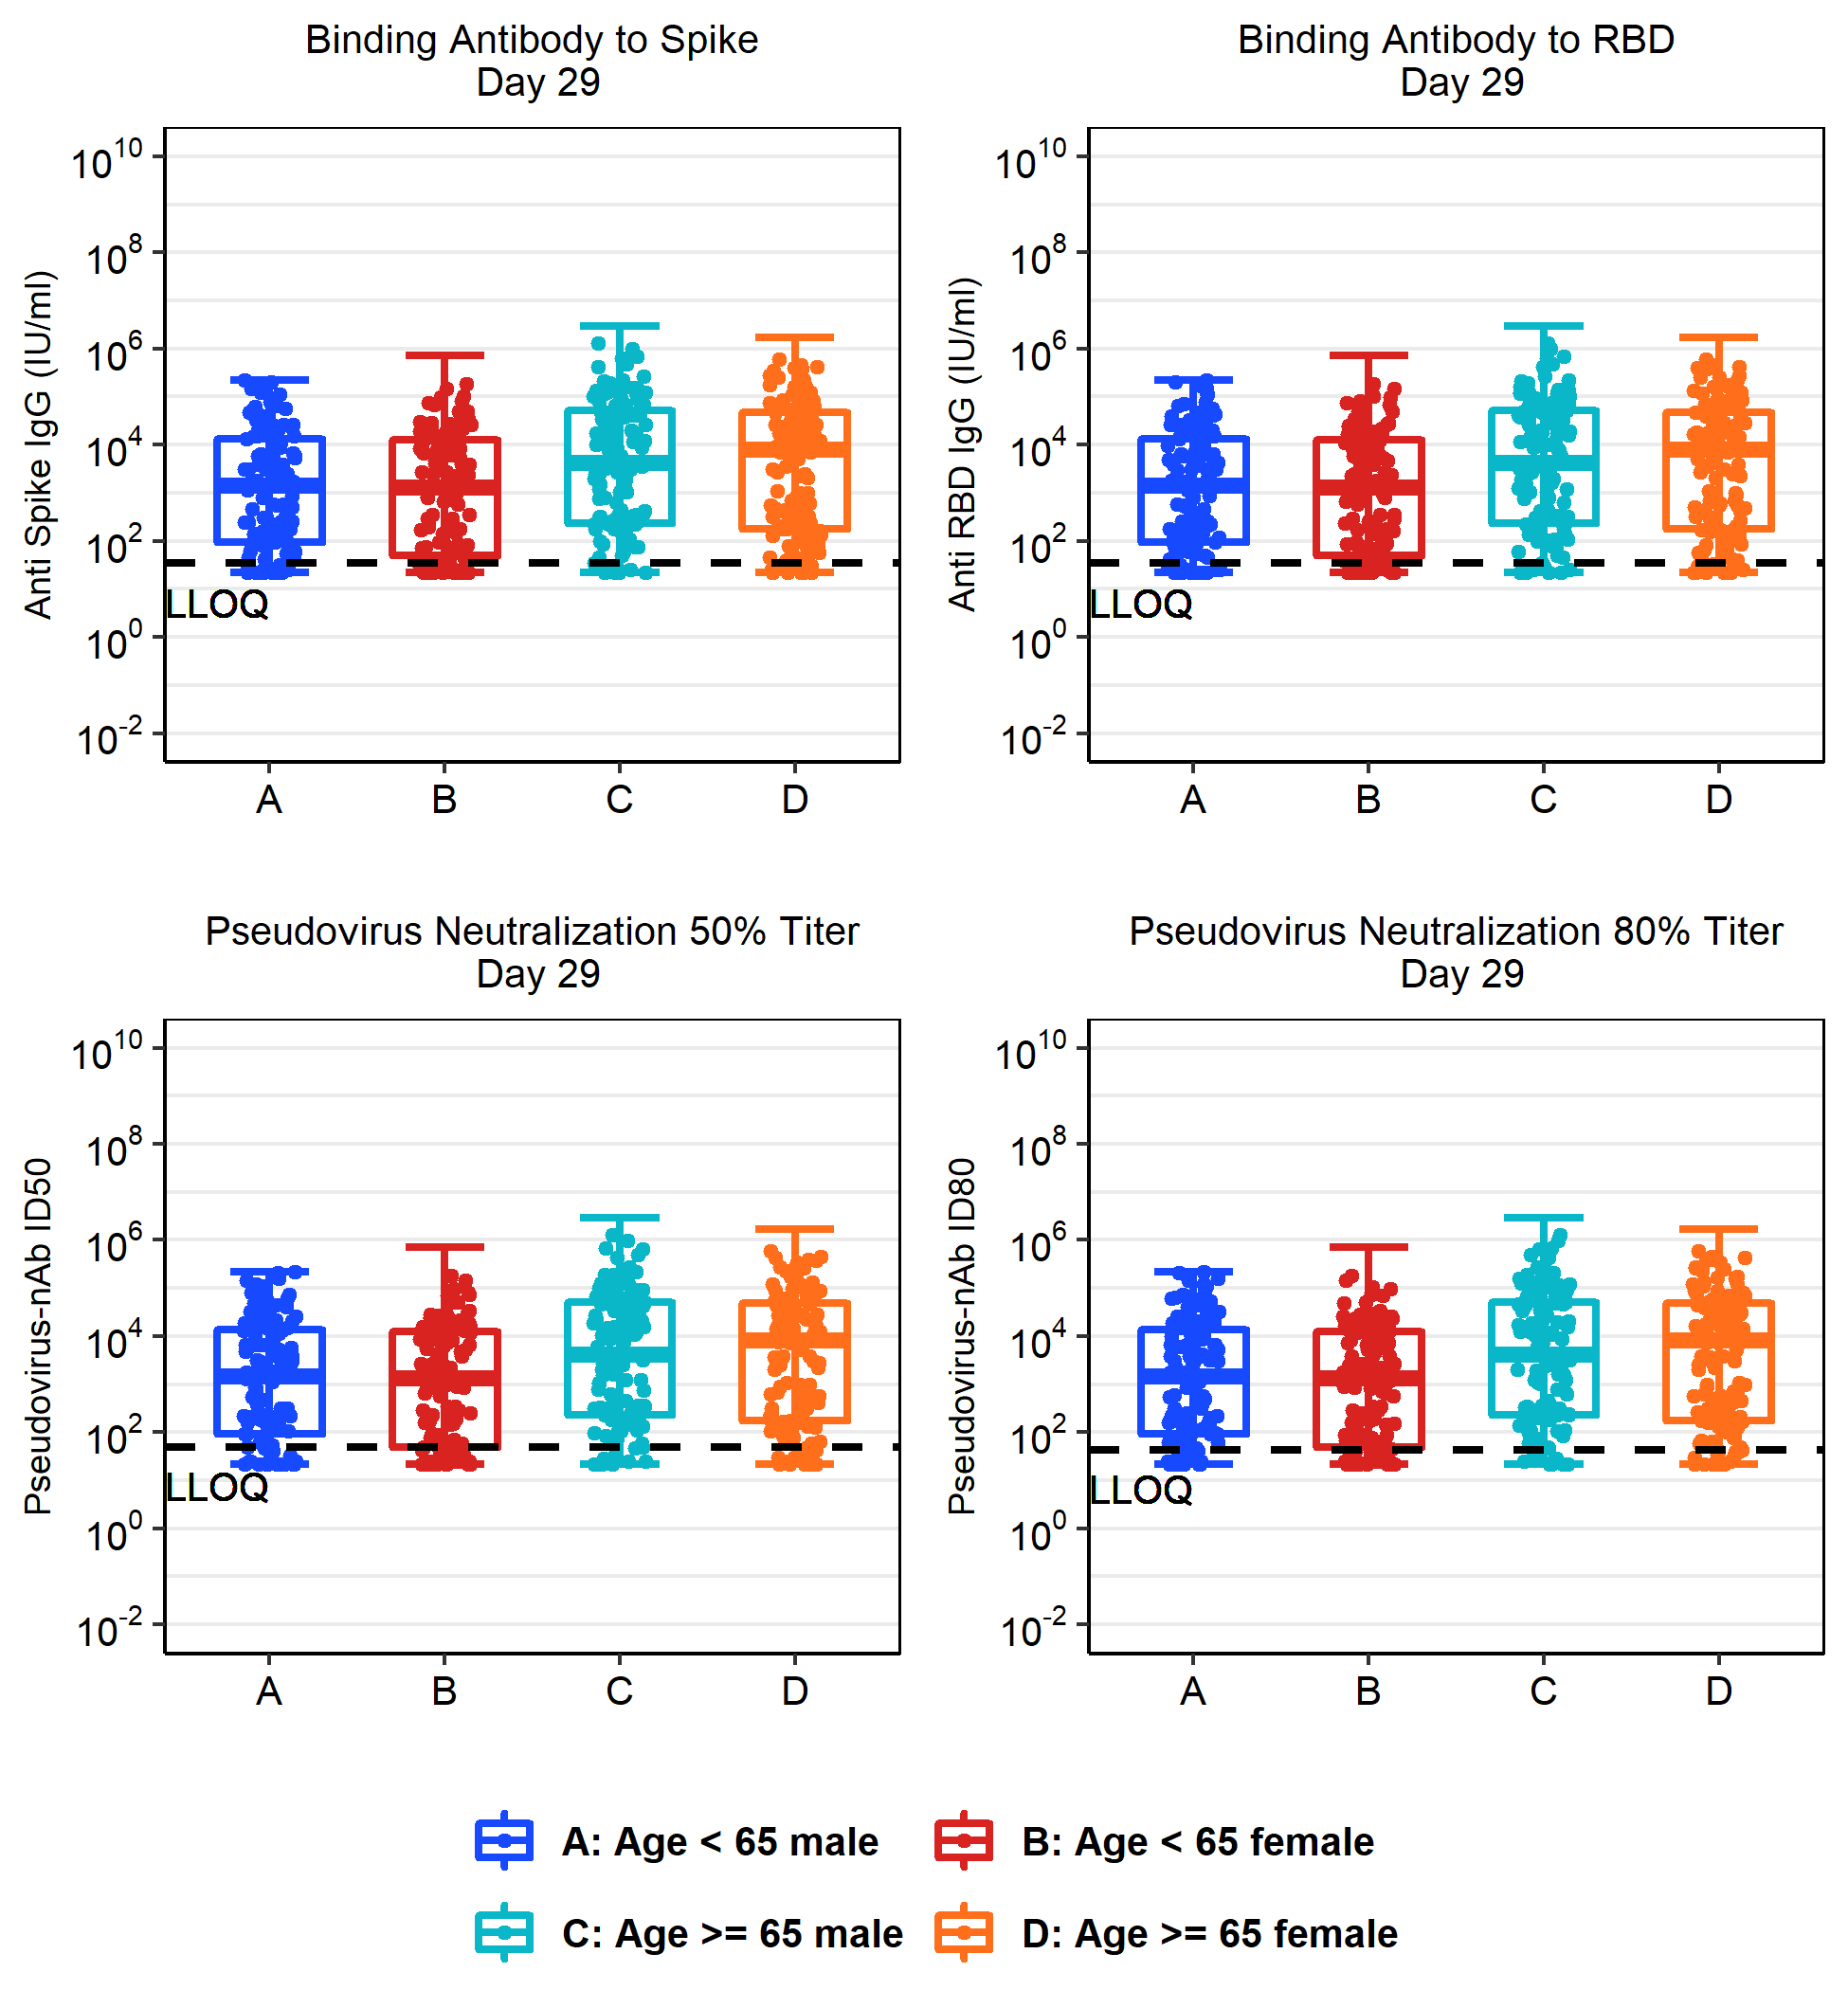 Binding Antibody to Spike
Day 29
Anti Spike IgG (IU/ml)
10^10
10^8
10^6
10^4
10^2
10^0
10^-2
LLOQ
A B C D
Binding Antibody to RBD
Day 29
Anti RBD IgG (IU/ml)
10^10
10^8
10^6
10^4
10^2
10^0
10^-2
LLOQ
A B C D
Pseudovirus Neutralization 50% Titer
Day 29
Pseudovirus-nAb ID50
10^10
10^8
10^6
10^4
10^2
10^0
10^-2
LLOQ
A B C D
Pseudovirus Neutralization 80% Titer
Day 29
Pseudovirus-nAb ID80
10^10
10^8
10^6
10^4
10^2
10^0
10^-2
LLOQ
A B C D
A: Age < 65 male
B: Age < 65 female
C: Age >= 65 male
D: Age >= 65 female